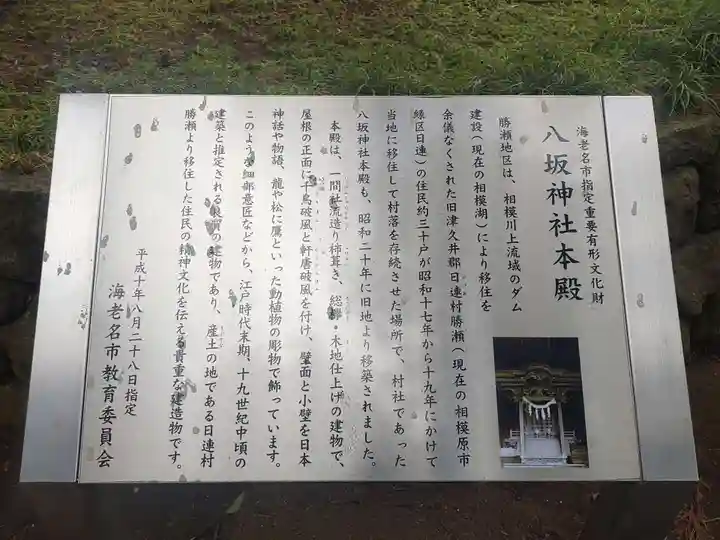 海老名市指定重要有形文化財
八坂神社本殿
勝瀬地区は、相模川上流域のダム
建設(現在の相模湖)により移住を
余儀なくされた旧津久井郡日連村勝瀬(現在の相模原市
緑区日連)の住民約三十戸が昭和十七年から十九年にかけて
当地に移住して村落を存続させた場所で、村社であった
八坂神社本殿も、昭和二十年に旧地より移築されました。
本殿は、一間社流造り杮葺き、総欅・木地仕上げの建物で、
屋根の正面に千鳥破風と軒唐破風を付け、壁面と小壁を日本
神話や物語、龍や松に鷹といった動植物の彫物で飾っています。
このような細部意匠などから、江戸時代末期、十九世紀中頃の
建築と推定される良質の建物であり、産土の地である日連村
勝瀬より移住した住民の精神文化を伝える貴重な建造物です。
平成十年八月二十八日指定
海老名市教育委員会